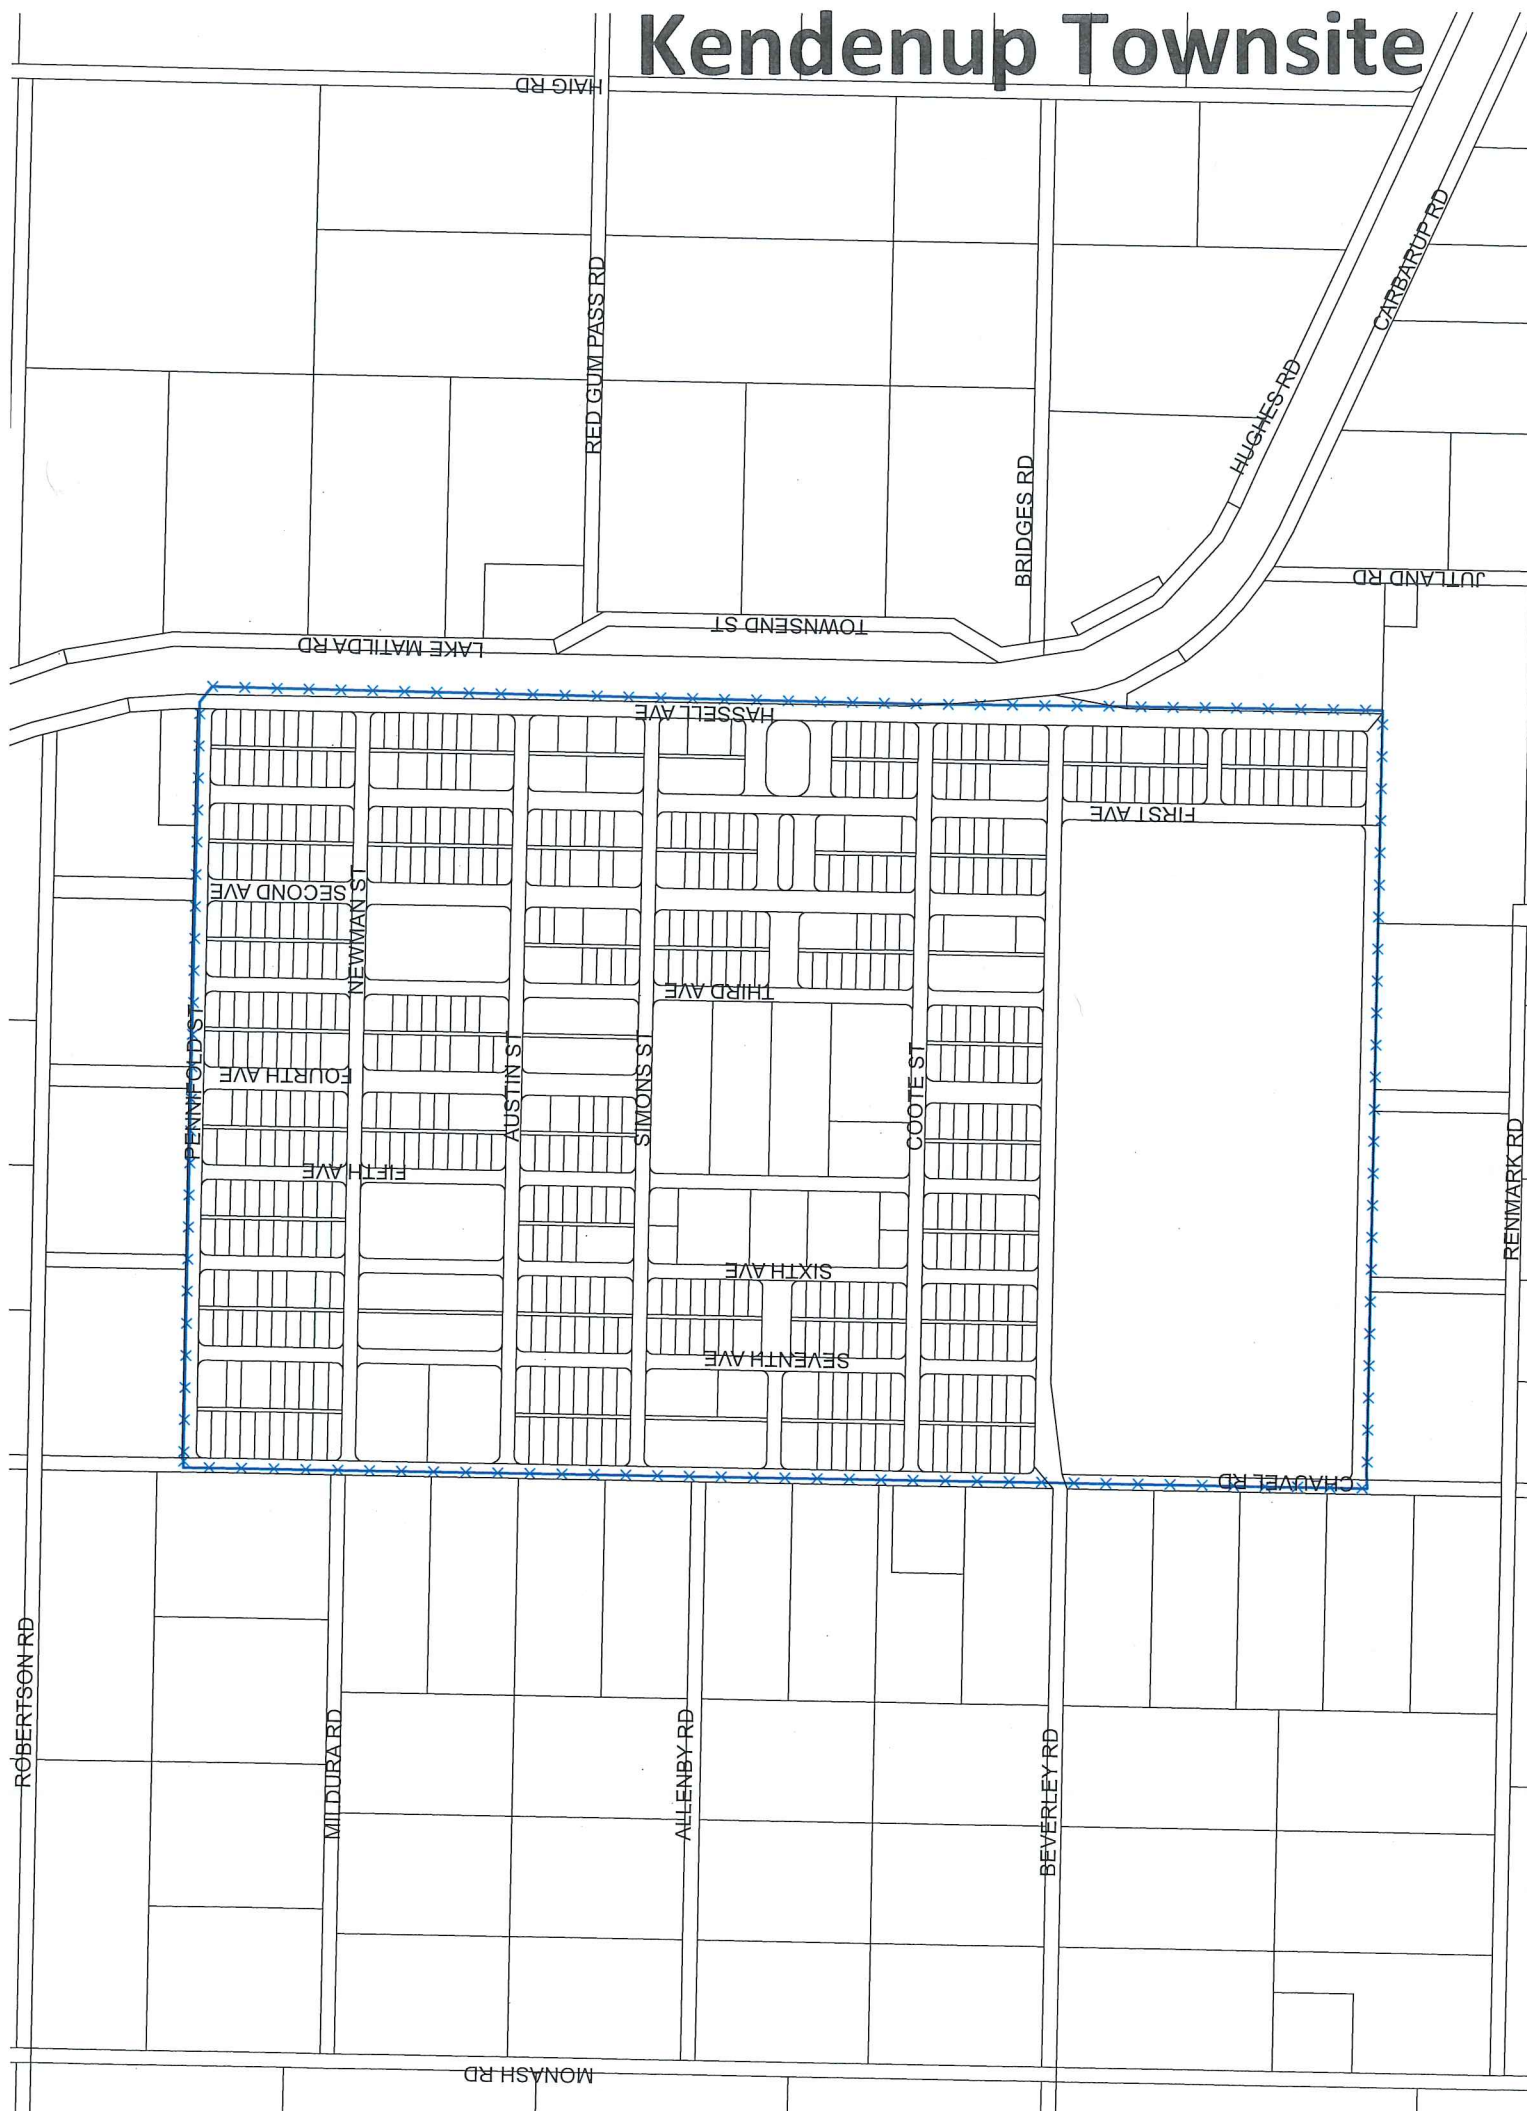 Kendenup Townsite
HAIG RD
CARBARUP RD
RED GUM PASS RD
HUGHES RD
BRIDGES RD
JUTLAND RD
TOWNSEND ST
LAKE MATILDA RD
HASSELL AVE
FIRST AVE
SECOND AVE
NEWMAN ST
THIRD AVE
PENNIFOLD ST
AUSTIN ST
SIMONS ST
COOTE ST
FOURTH AVE
FIFTH AVE
RENMARK RD
SIXTH AVE
SEVENTH AVE
CHAUVEL RD
ROBERTSON RD
MILDURA RD
ALLENBY RD
BEVERLEY RD
MONASH RD